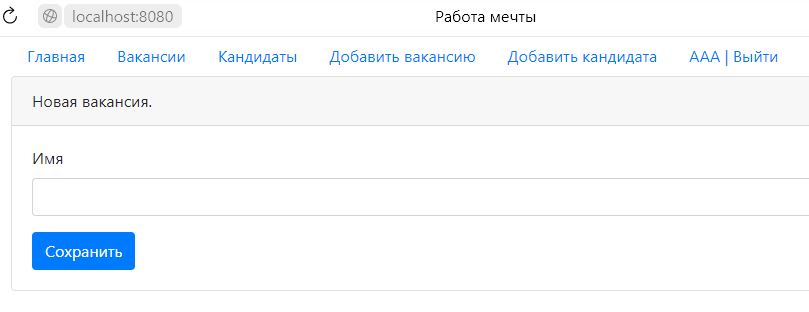 localhost:8080 Работа мечты
Главная Вакансии Кандидаты Добавить вакансию Добавить кандидата AAA | Выйти
Новая вакансия.
Имя
Сохранить